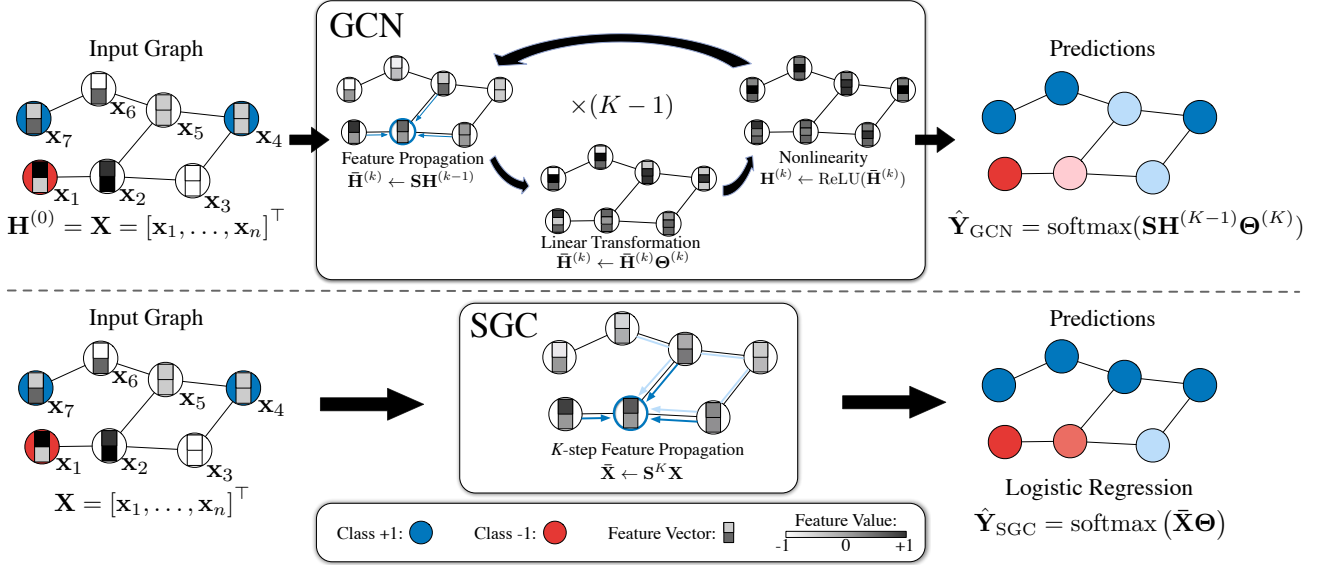 GCN
Input Graph
x₆
x₅
x₇
x₄
x₁
x₂
x₃
H⁽⁰⁾ = X = [x₁, . . . , xₙ]⊤
×(K − 1)
Feature Propagation
H̄⁽ᵏ⁾ ← SH⁽ᵏ⁻¹⁾
Linear Transformation
H̄⁽ᵏ⁾ ← H̄⁽ᵏ⁾Θ⁽ᵏ⁾
Nonlinearity
H⁽ᵏ⁾ ← ReLU(H̄⁽ᵏ⁾)
Predictions
Ŷ_GCN = softmax(SH⁽ᴷ⁻¹⁾Θ⁽ᴷ⁾)
Input Graph
x₆
x₅
x₇
x₄
x₁
x₂
x₃
X = [x₁, . . . , xₙ]⊤
SGC
K-step Feature Propagation
X̄ ← SᴷX
Predictions
Logistic Regression
Ŷ_SGC = softmax (X̄Θ)
Class +1:
Class -1:
Feature Vector:
Feature Value:
-1 0 +1